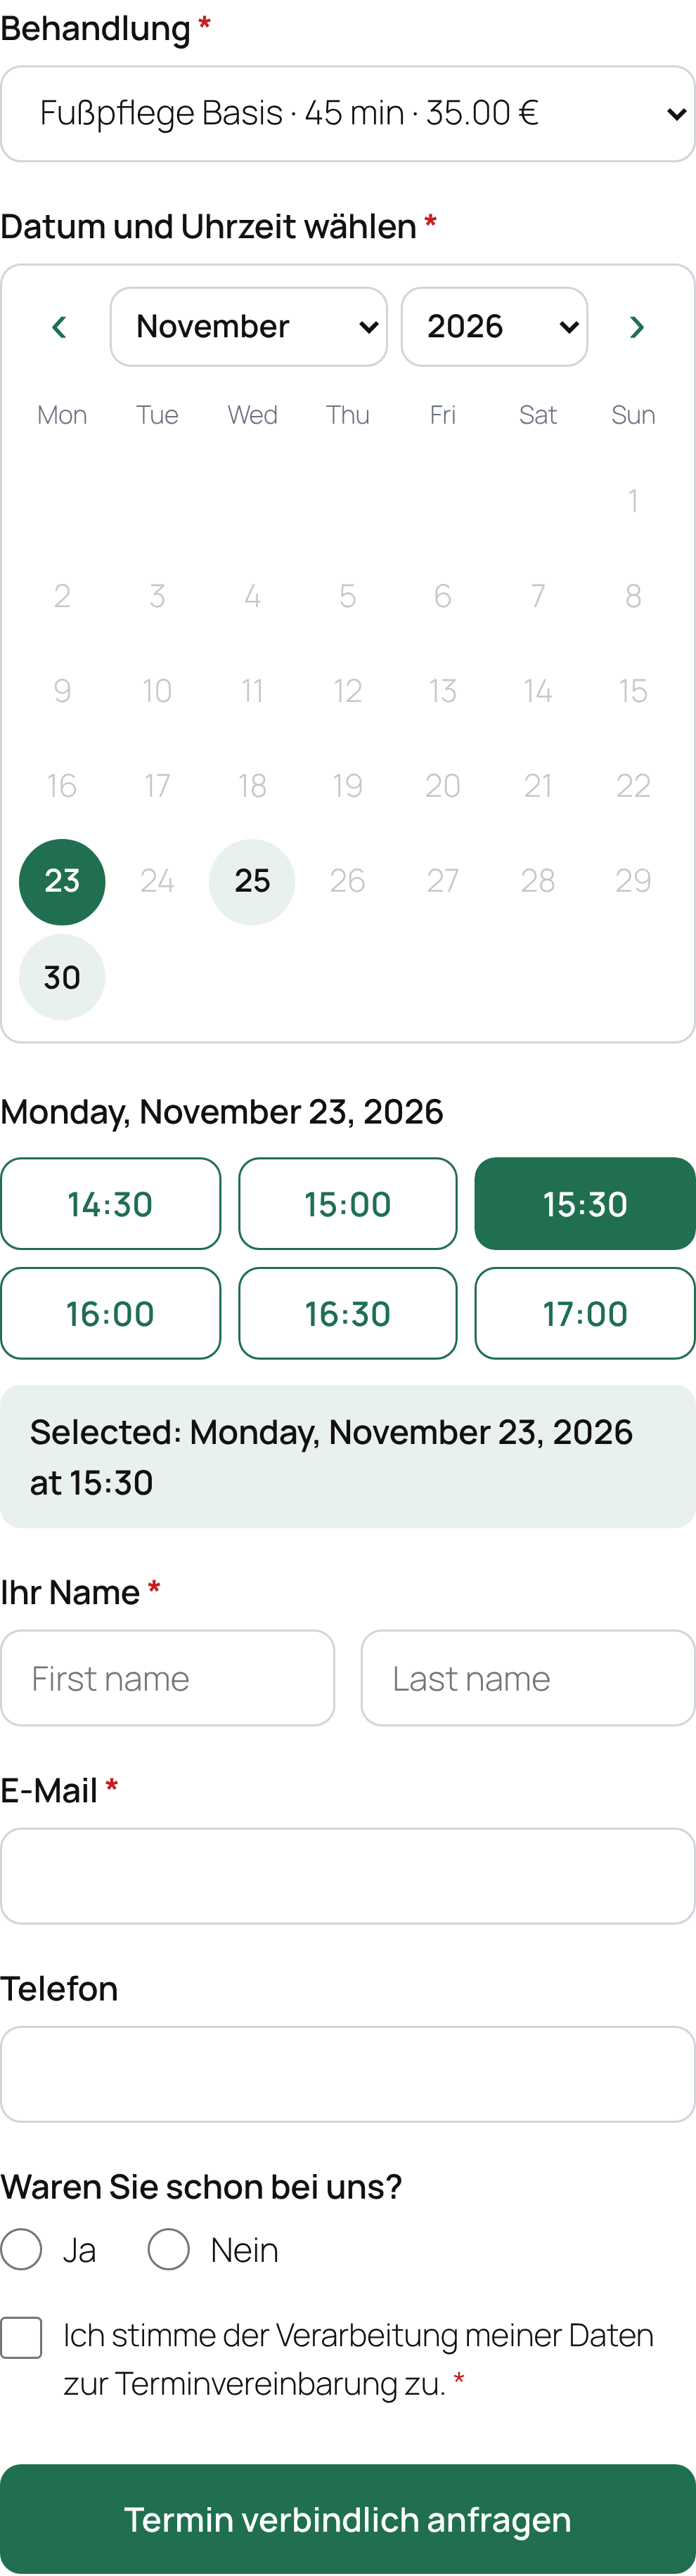 Behandlung *
Fußpflege Basis · 45 min · 35.00 €
Datum und Uhrzeit wählen *
November 2026
Mon Tue Wed Thu Fri Sat Sun
1
2 3 4 5 6 7 8
9 10 11 12 13 14 15
16 17 18 19 20 21 22
23 24 25 26 27 28 29
30
Monday, November 23, 2026
14:30 15:00 15:30
16:00 16:30 17:00
Selected: Monday, November 23, 2026
at 15:30
Ihr Name *
First name Last name
E-Mail *
Telefon
Waren Sie schon bei uns?
Ja Nein
Ich stimme der Verarbeitung meiner Daten
zur Terminvereinbarung zu. *
Termin verbindlich anfragen